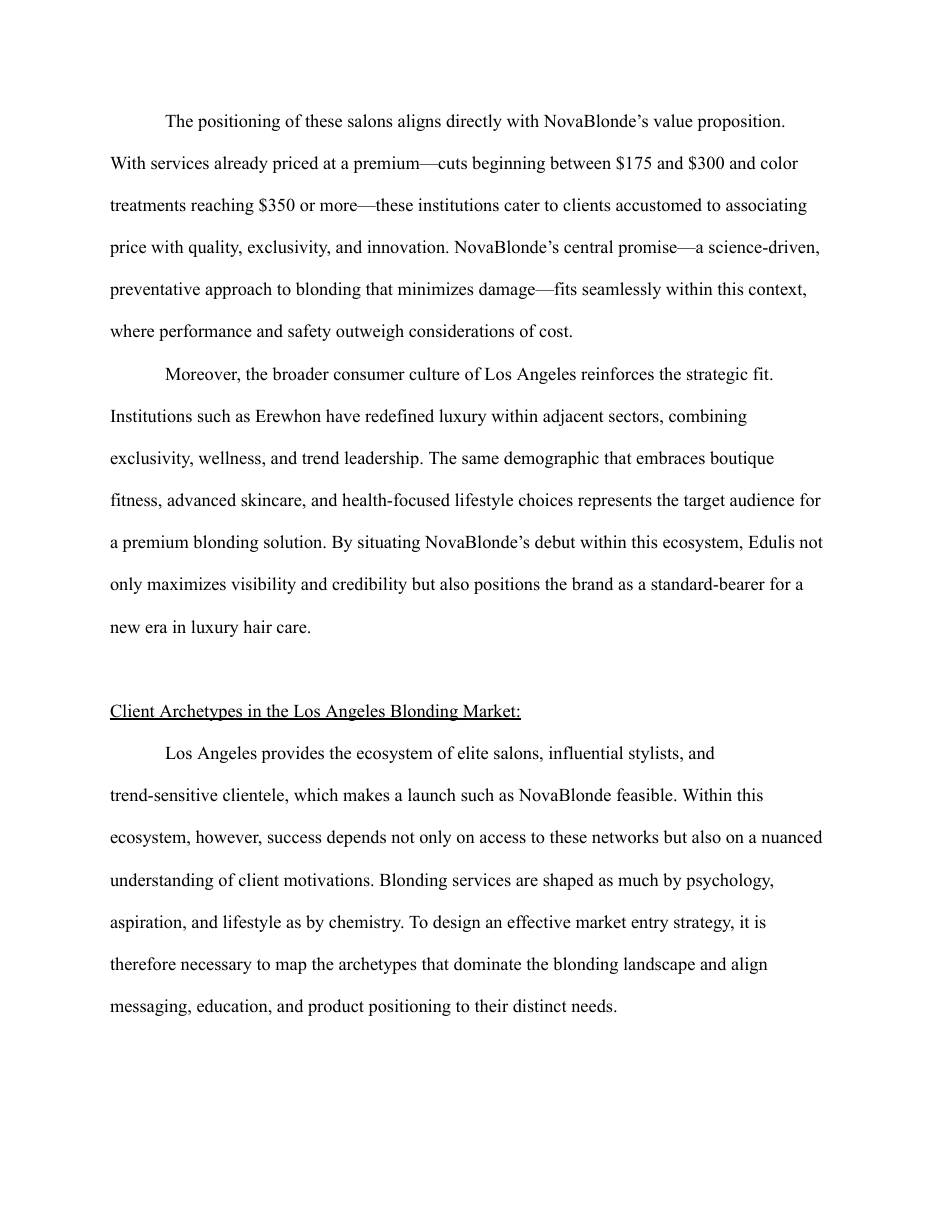 The positioning of these salons aligns directly with NovaBlonde’s value proposition.
With services already priced at a premium—cuts beginning between $175 and $300 and color
treatments reaching $350 or more—these institutions cater to clients accustomed to associating
price with quality, exclusivity, and innovation. NovaBlonde’s central promise—a science-driven,
preventative approach to blonding that minimizes damage—fits seamlessly within this context,
where performance and safety outweigh considerations of cost.
Moreover, the broader consumer culture of Los Angeles reinforces the strategic fit.
Institutions such as Erewhon have redefined luxury within adjacent sectors, combining
exclusivity, wellness, and trend leadership. The same demographic that embraces boutique
fitness, advanced skincare, and health-focused lifestyle choices represents the target audience for
a premium blonding solution. By situating NovaBlonde’s debut within this ecosystem, Edulis not
only maximizes visibility and credibility but also positions the brand as a standard-bearer for a
new era in luxury hair care.
Client Archetypes in the Los Angeles Blonding Market:
Los Angeles provides the ecosystem of elite salons, influential stylists, and
trend-sensitive clientele, which makes a launch such as NovaBlonde feasible. Within this
ecosystem, however, success depends not only on access to these networks but also on a nuanced
understanding of client motivations. Blonding services are shaped as much by psychology,
aspiration, and lifestyle as by chemistry. To design an effective market entry strategy, it is
therefore necessary to map the archetypes that dominate the blonding landscape and align
messaging, education, and product positioning to their distinct needs.